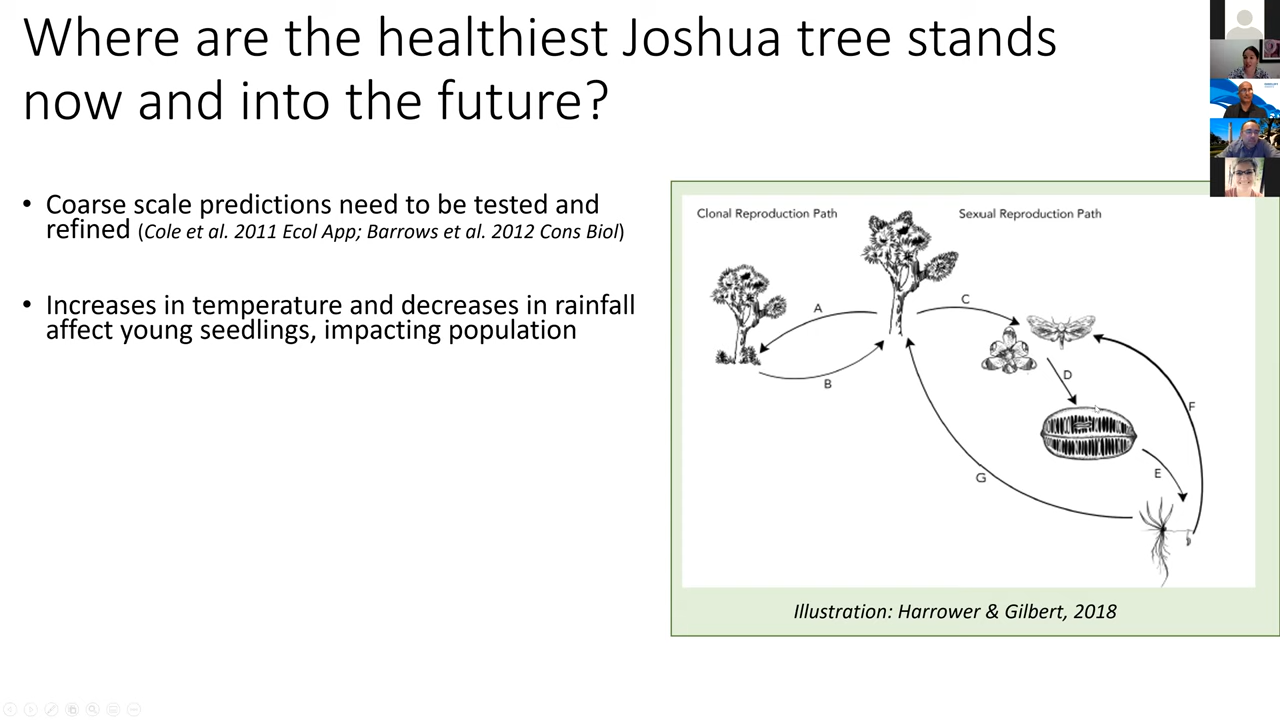 Where are the healthiest Joshua tree stands
now and into the future?
• Coarse scale predictions need to be tested and
refined (Cole et al. 2011 Ecol App; Barrows et al. 2012 Cons Biol)
• Increases in temperature and decreases in rainfall
affect young seedlings, impacting population
Clonal Reproduction Path
Sexual Reproduction Path
A
B
C
D
E
F
G
Illustration: Harrower & Gilbert, 2018